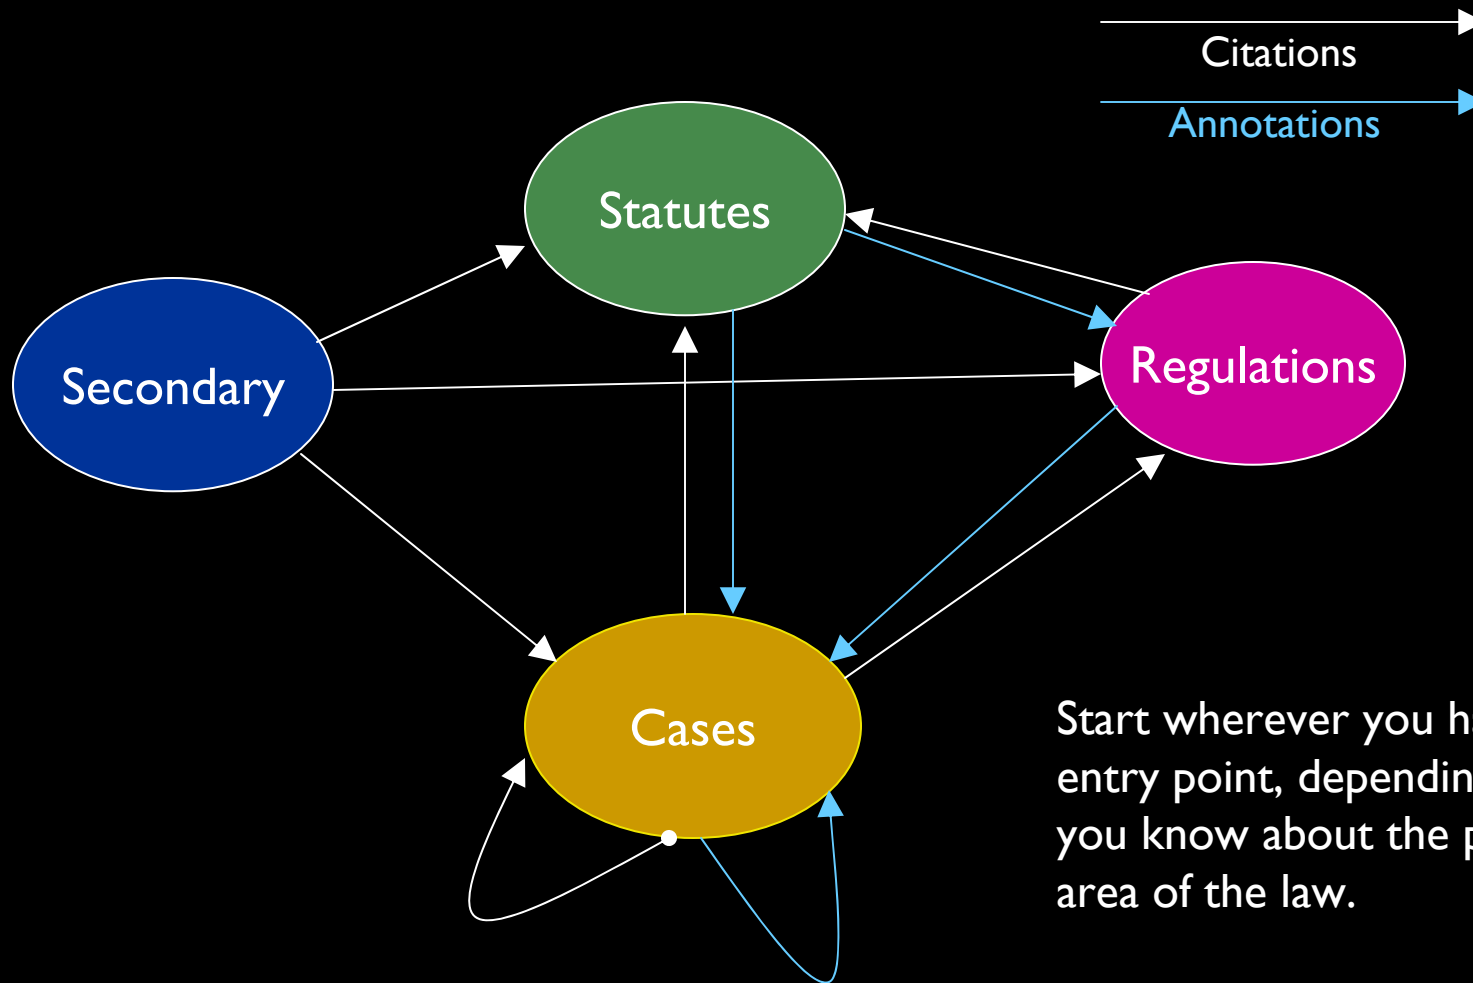 Citations
Annotations
Statutes
Secondary
Regulations
Cases
Start wherever you
entry point,
you know about the
area of the law.